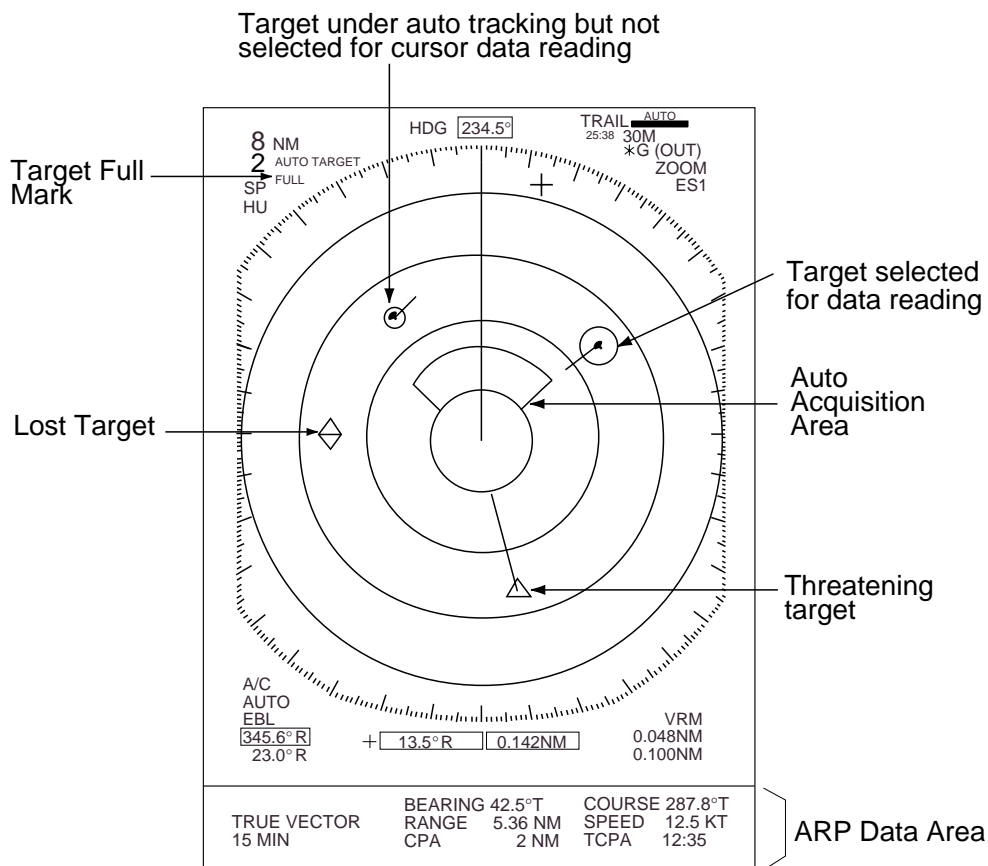 Target under auto tracking but not
selected for cursor data reading
HDG 234.5°
TRAIL AUTO
25:38 30M
*G (OUT)
ZOOM
ES1
8 NM
2 AUTO TARGET
FULL
SP
HU
Target Full
Mark
Target selected
for data reading
Auto
Acquisition
Area
Lost Target
Threatening
target
A/C
AUTO
EBL
345.6° R
23.0° R
+ 13.5° R 0.142NM
VRM
0.048NM
0.100NM
TRUE VECTOR
15 MIN
BEARING 42.5°T
RANGE 5.36 NM
CPA 2 NM
COURSE 287.8°T
SPEED 12.5 KT
TCPA 12:35
ARP Data Area